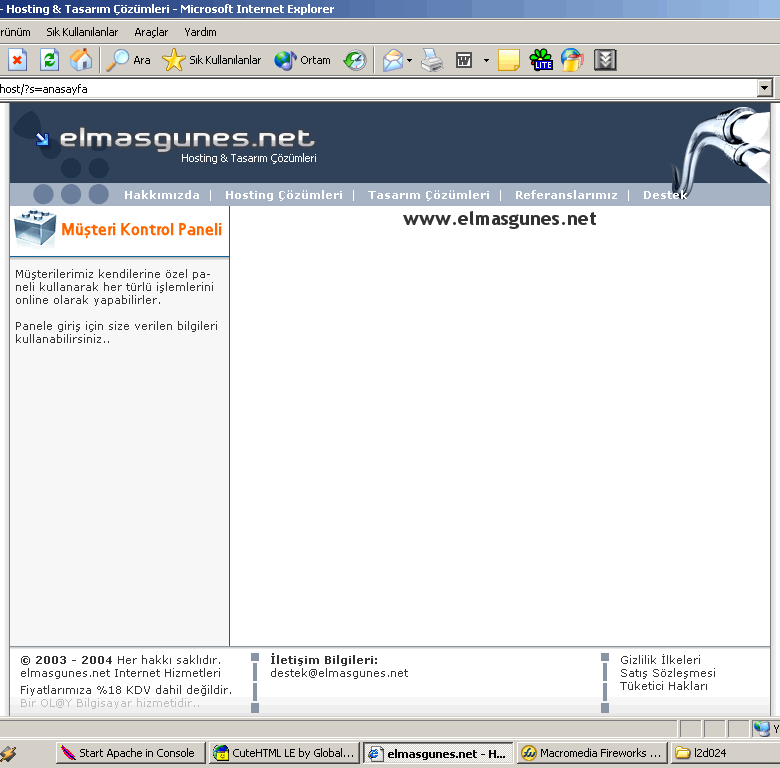 - Hosting & Tasarım Çözümleri - Microsoft Internet Explorer
rünüm Sık Kullanılanlar Araçlar Yardım
Ara Sık Kullanılanlar Ortam LITE
host/?s=anasayfa
elmasgunes.net
Hosting & Tasarım Çözümleri
Hakkımızda | Hosting Çözümleri | Tasarım Çözümleri | Referanslarımız | Destek
Müşteri Kontrol Paneli
www.elmasgunes.net
Müşterilerimiz kendilerine özel pa-
neli kullanarak her türlü işlemlerini
online olarak yapabilirler.
Panele giriş için size verilen bilgileri
kullanabilirsiniz..
© 2003 - 2004 Her hakkı saklıdır.
elmasgunes.net Internet Hizmetleri
Fiyatlarımıza %18 KDV dahil değildir.
Bir OL@Y Bilgisayar hizmetidir..
İletişim Bilgileri:
destek@elmasgunes.net
Gizlilik İlkeleri
Satış Sözleşmesi
Tüketici Hakları
Y
Start Apache in Console CuteHTML LE by Global... elmasgunes.net - H... Macromedia Fireworks ... l2d024